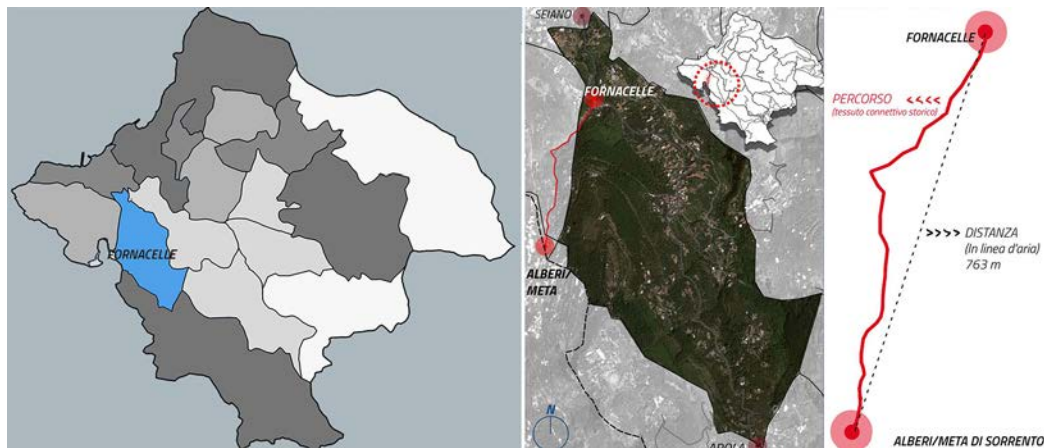 FORNACELLE
SEIANO
FORNACELLE
ALBERI/
META
N
AROLA
FORNACELLE
PERCORSO <<<<
(tessuto connettivo storico)
>>>> DISTANZA
(In linea d'aria)
763 m
ALBERI/META DI SORRENTO